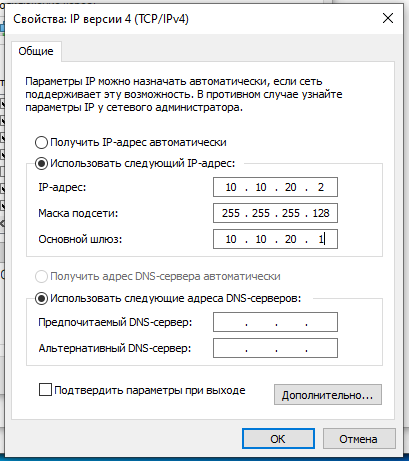 Свойства: IP версии 4 (TCP/IPv4)
Общие
Параметры IP можно назначать автоматически, если сеть
поддерживает эту возможность. В противном случае узнайте
параметры IP у сетевого администратора.
Получить IP-адрес автоматически
Использовать следующий IP-адрес:
IP-адрес: 10 . 10 . 20 . 2
Маска подсети: 255 . 255 . 255 . 128
Основной шлюз: 10 . 10 . 20 . 1
Получить адрес DNS-сервера автоматически
Использовать следующие адреса DNS-серверов:
Предпочитаемый DNS-сервер: . . .
Альтернативный DNS-сервер: . . .
Подтвердить параметры при выходе
Дополнительно...
OK Отмена